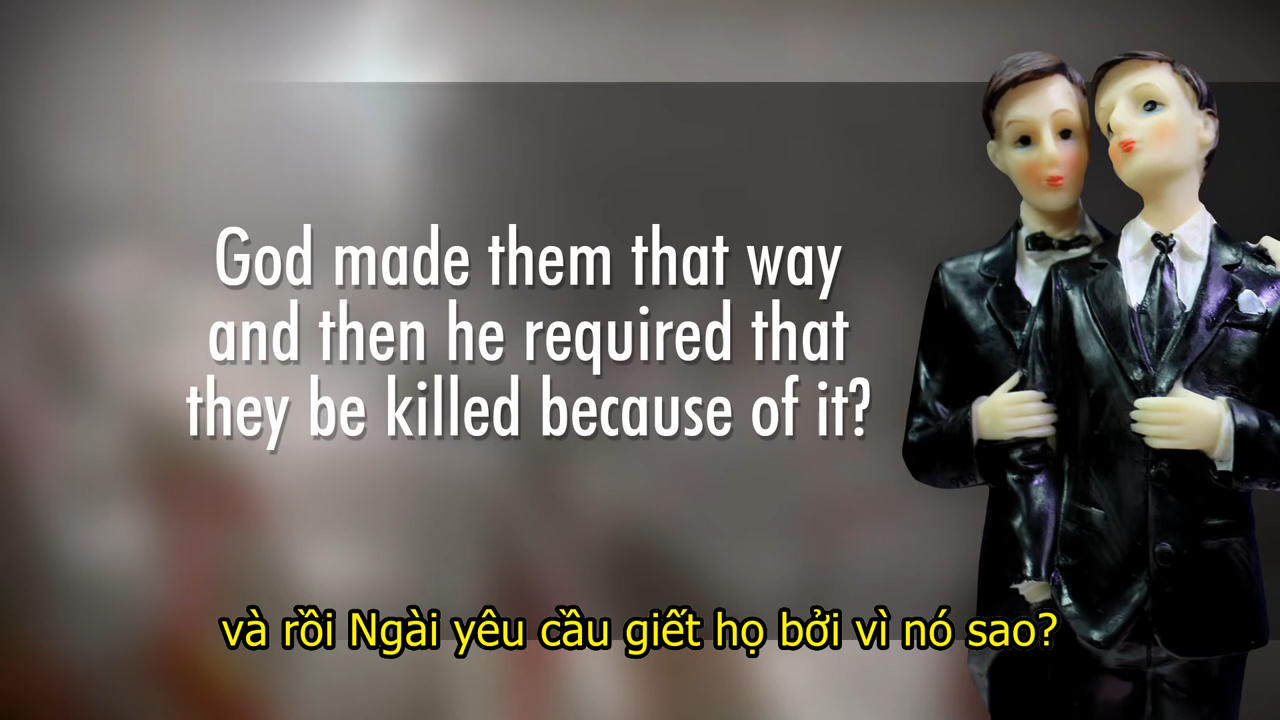 God made them that way
and then he required that
they be killed because of it?
và rồi Ngài yêu cầu giết họ bởi vì nó sao?